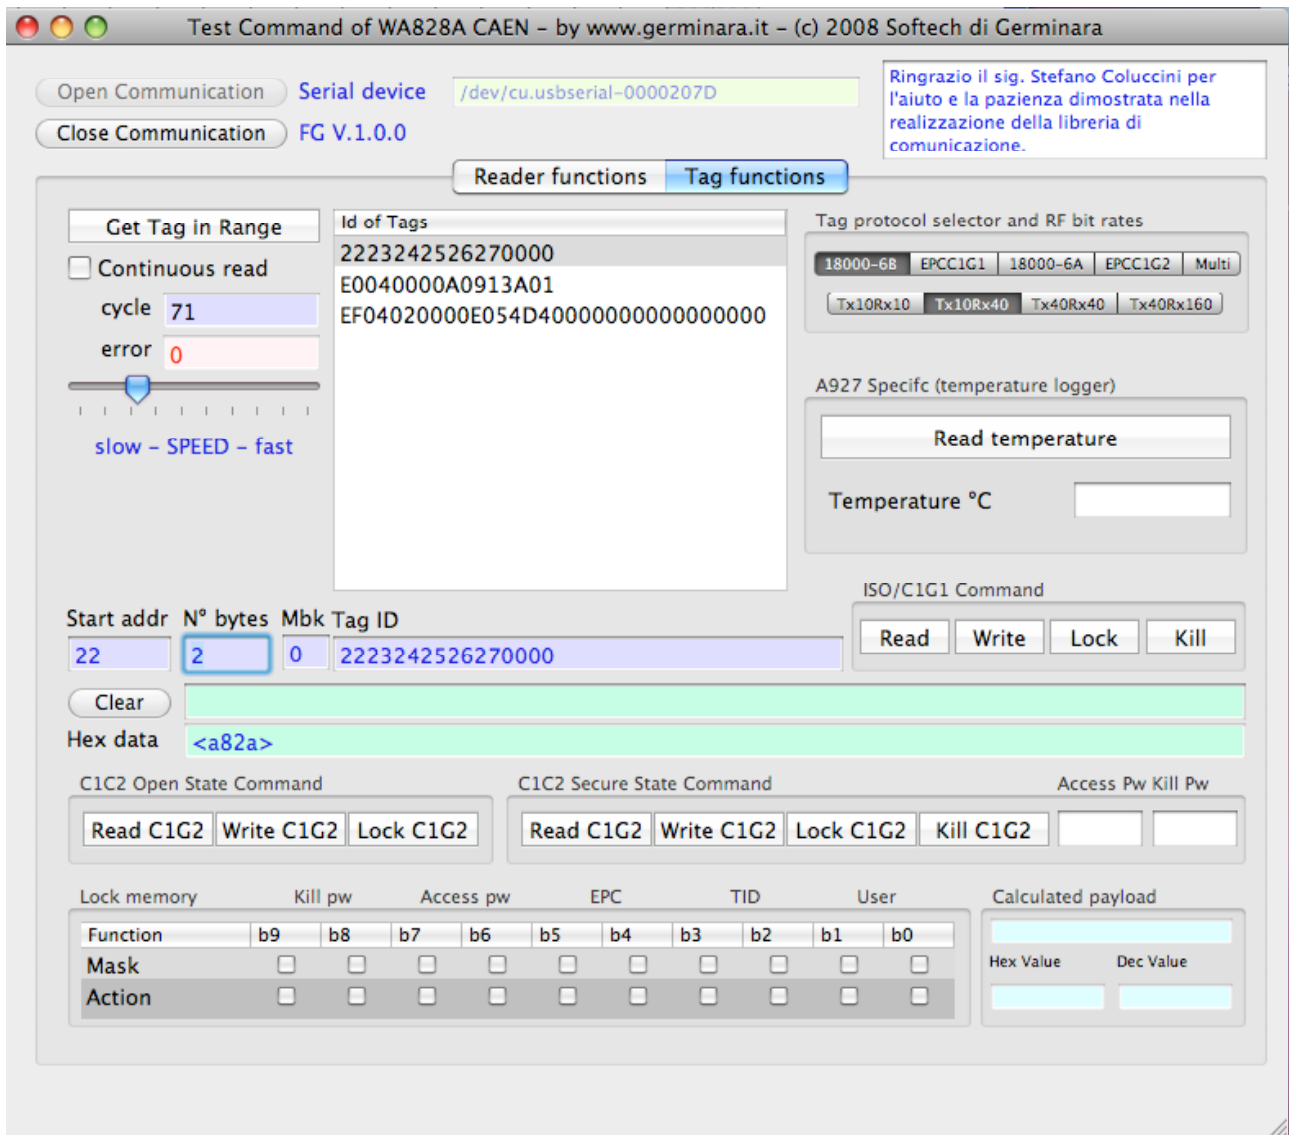 Test Command of WA828A CAEN – by www.germinara.it – (c) 2008 Softech di Germinara
Open Communication Serial device /dev/cu.usbserial-0000207D
Close Communication FG V.1.0.0
Ringrazio il sig. Stefano Coluccini per
l'aiuto e la pazienza dimostrata nella
realizzazione della libreria di
comunicazione.
Reader functions Tag functions
Get Tag in Range
Continuous read
cycle 71
error 0
slow – SPEED – fast
Id of Tags
2223242526270000
E0040000A0913A01
EF04020000E054D40000000000000000
Tag protocol selector and RF bit rates
18000-6B EPCC1G1 18000-6A EPCC1G2 Multi
Tx10Rx10 Tx10Rx40 Tx40Rx40 Tx40Rx160
A927 Specifc (temperature logger)
Read temperature
Temperature °C
Start addr N° bytes Mbk Tag ID
22 2 0 2223242526270000
ISO/C1G1 Command
Read Write Lock Kill
Clear
Hex data <a82a>
C1C2 Open State Command
Read C1G2 Write C1G2 Lock C1G2
C1C2 Secure State Command Access Pw Kill Pw
Read C1G2 Write C1G2 Lock C1G2 Kill C1G2
Lock memory Kill pw Access pw EPC TID User
Function b9 b8 b7 b6 b5 b4 b3 b2 b1 b0
Mask
Action
Calculated payload
Hex Value Dec Value